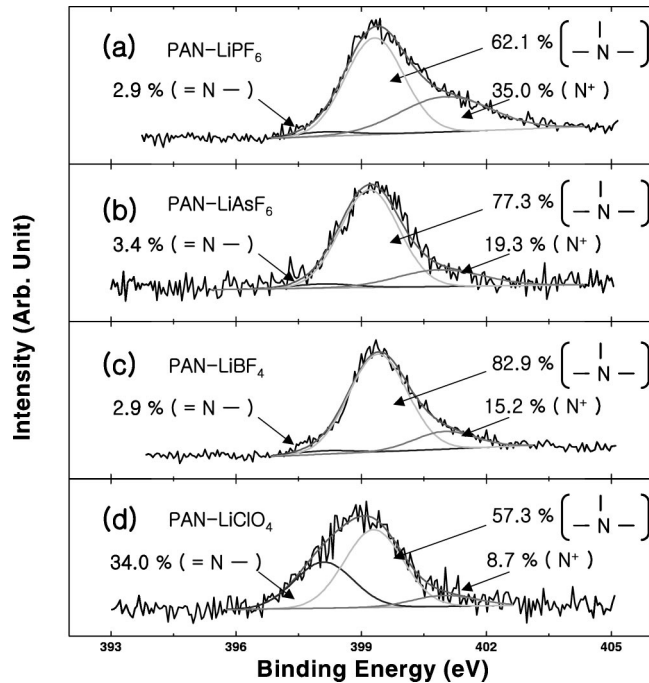 Intensity (Arb. Unit)
(a) PAN-LiPF6
62.1 % ( — N — )
2.9 % ( = N — )
35.0 % ( N+ )
(b) PAN-LiAsF6
77.3 % ( — N — )
3.4 % ( = N — )
19.3 % ( N+ )
(c) PAN-LiBF4
82.9 % ( — N — )
2.9 % ( = N — )
15.2 % ( N+ )
(d) PAN-LiClO4
57.3 % ( — N — )
34.0 % ( = N — )
8.7 % ( N+ )
393 396 399 402 405
Binding Energy (eV)